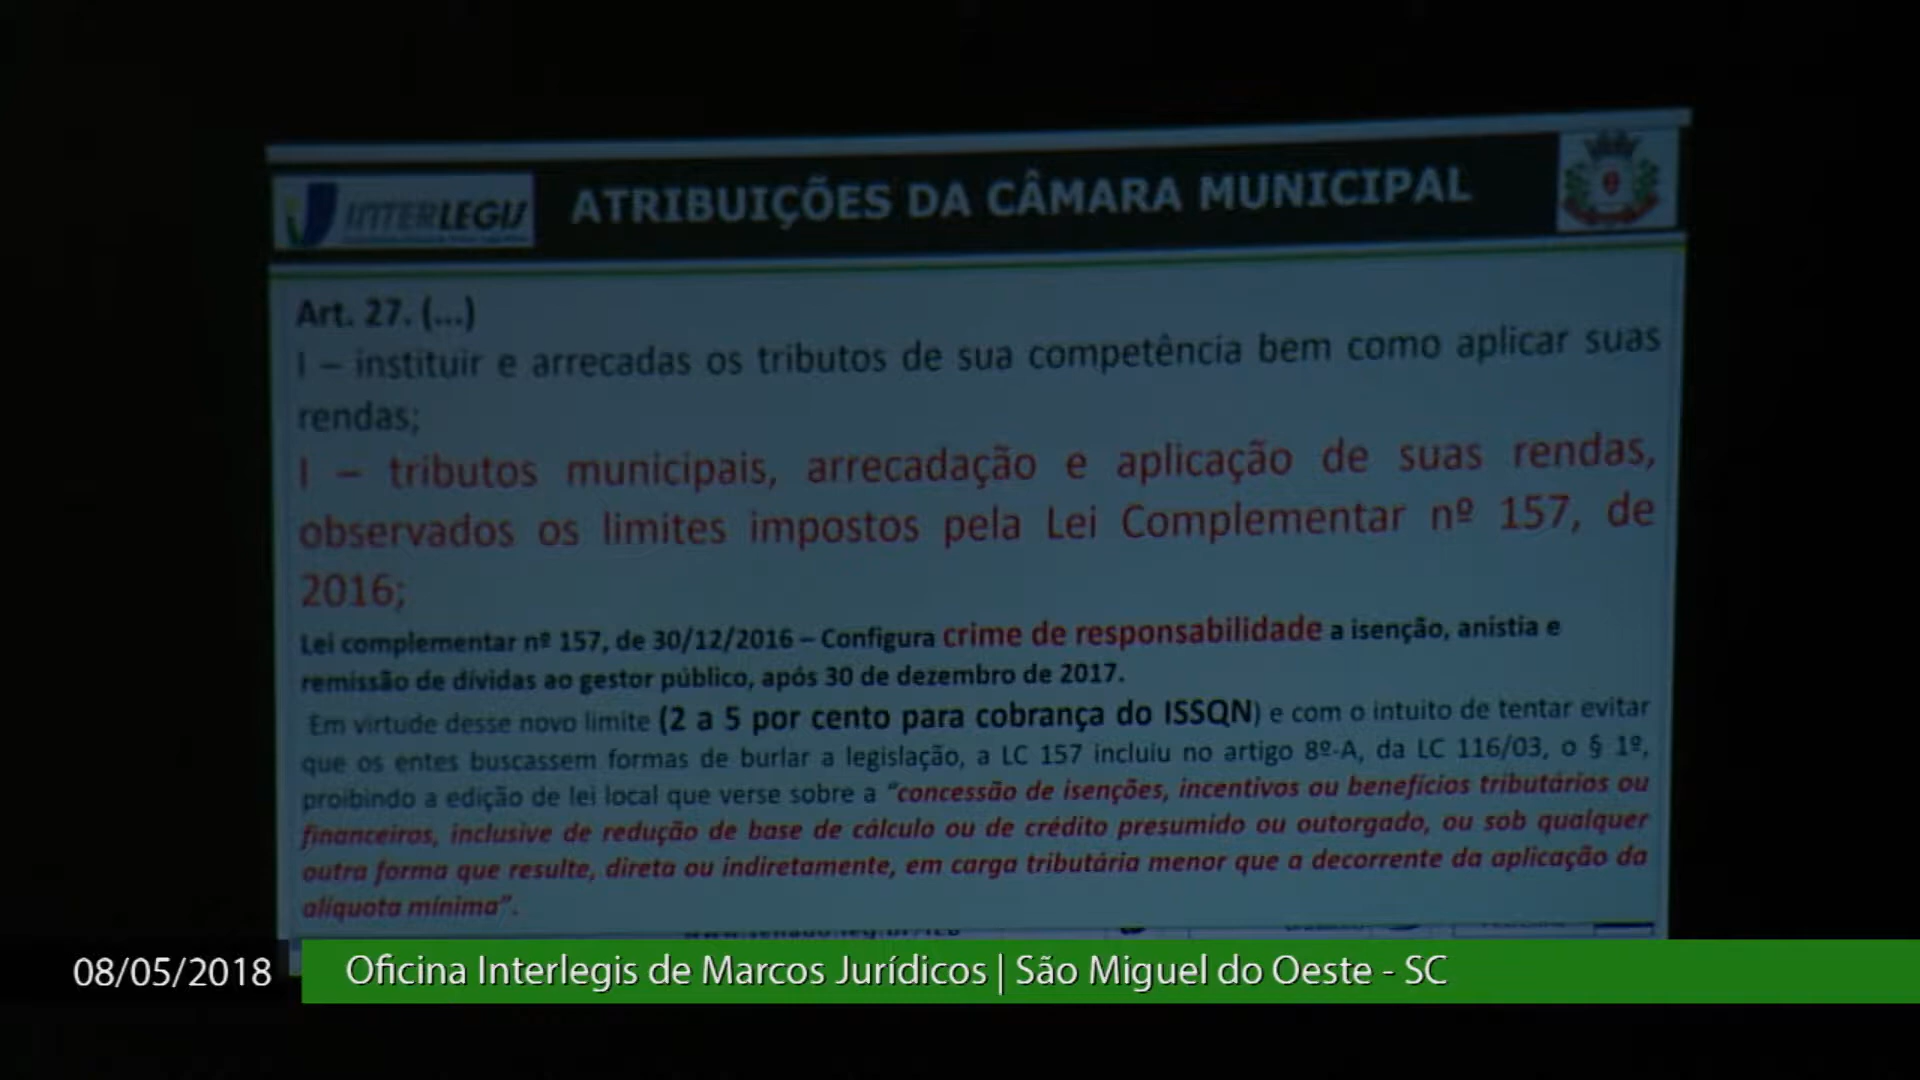 INTERLEGIS
ATRIBUIÇÕES DA CÂMARA MUNICIPAL
Art. 27. (...)
I – instituir e arrecadas os tributos de sua competência bem como aplicar suas
rendas;
I – tributos municipais, arrecadação e aplicação de suas rendas,
observados os limites impostos pela Lei Complementar nº 157, de
2016;
Lei complementar nº 157, de 30/12/2016 – Configura crime de responsabilidade a isenção, anistia e
remissão de dívidas ao gestor público, após 30 de dezembro de 2017.
Em virtude desse novo limite (2 a 5 por cento para cobrança do ISSQN) e com o intuito de tentar evitar
que os entes buscassem formas de burlar a legislação, a LC 157 incluiu no artigo 8º-A, da LC 116/03, o § 1º,
proibindo a edição de lei local que verse sobre a “concessão de isenções, incentivos ou benefícios tributários ou
financeiros, inclusive de redução de base de cálculo ou de crédito presumido ou outorgado, ou sob qualquer
outra forma que resulte, direta ou indiretamente, em carga tributária menor que a decorrente da aplicação da
alíquota mínima”.
08/05/2018
Oficina Interlegis de Marcos Jurídicos | São Miguel do Oeste - SC